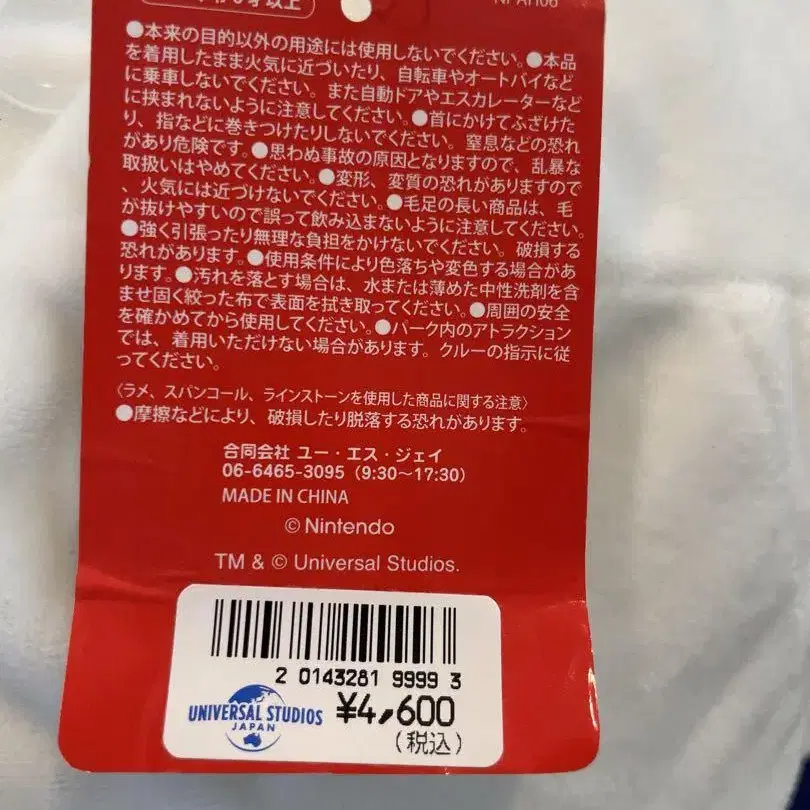 才以上
●本来の目的以外の用途には使用しないでください。●本品
を着用したまま火気に近づいたり、自転車やオートバイなど
に乗車しないでください。また自動ドアやエスカレーターなど
に挟まれないように注意してください。●首にかけてふざけた
り、指などに巻きつけたりしないでください。窒息などの恐れ
があり危険です。●思わぬ事故の原因となりますので、乱暴な
取扱いはやめてください。●変形、変質の恐れがありますので
、火気には近づけないでください。●毛足の長い商品は、毛
が抜けやすいので誤って飲み込まないように注意してください。
●強く引張ったり無理な負担をかけないでください。破損する
恐れがあります。●使用条件により色落ちや変色する場合があ
ります。●汚れを落とす場合は、水または薄めた中性洗剤を含
ませ固く絞った布で表面を拭き取ってください。●周囲の安全
を確かめてから使用してください。●パーク内のアトラクション
では、着用いただけない場合があります。クルーの指示に従
ってください。
〈ラメ、スパンコール、ラインストーンを使用した商品に関する注意〉
●摩擦などにより、破損したり脱落する恐れがあります。
合同会社 ユー・エス・ジェイ
06-6465-3095（9:30～17:30）
MADE IN CHINA
© Nintendo
TM & © Universal Studios.
2 0143281 9999 3
UNIVERSAL STUDIOS
JAPAN
¥4,600
(税込)